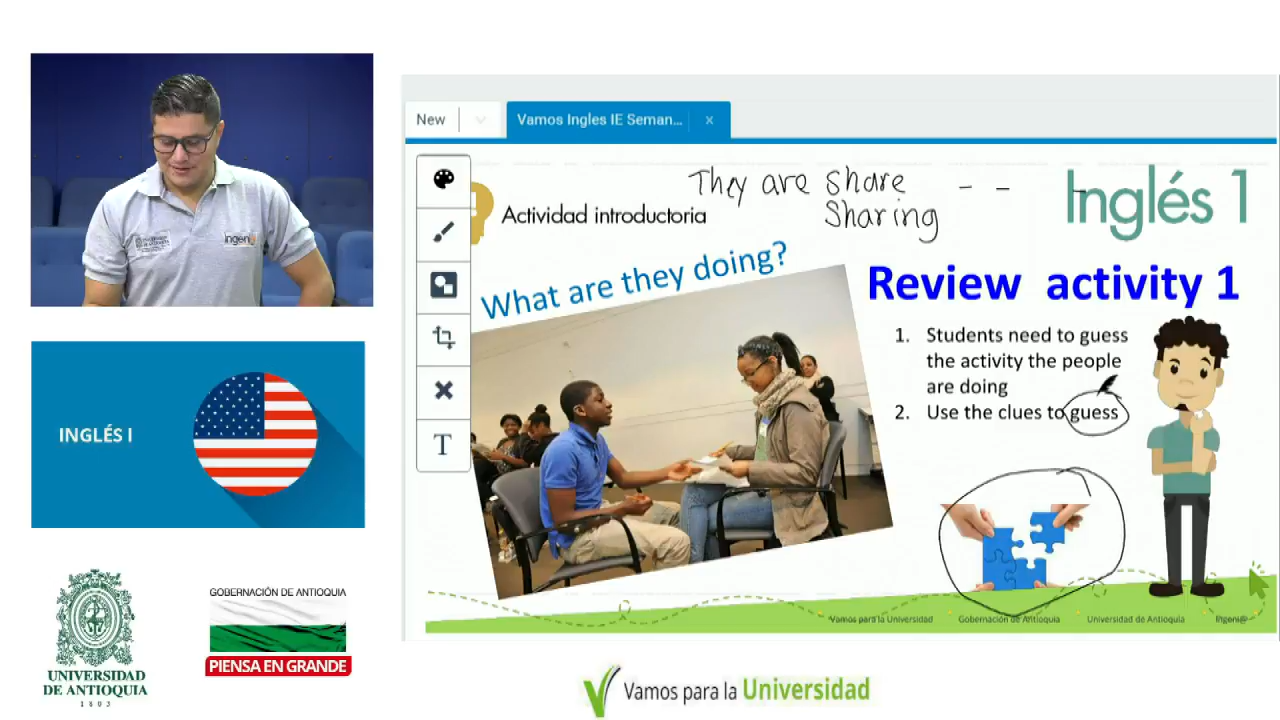 New
Vamos Ingles IE Seman...
They are share - - -
Sharing
Actividad introductoria
Inglés 1
What are they doing?
Review activity 1
1. Students need to guess
the activity the people
are doing
2. Use the clues to guess
T
Vamos para la Universidad Gobernación de Antioquia Universidad de Antioquia Ingeni@
INGLÉS I
UNIVERSIDAD
DE ANTIOQUIA
1803
GOBERNACIÓN DE ANTIOQUIA
PIENSA EN GRANDE
Vamos para la Universidad